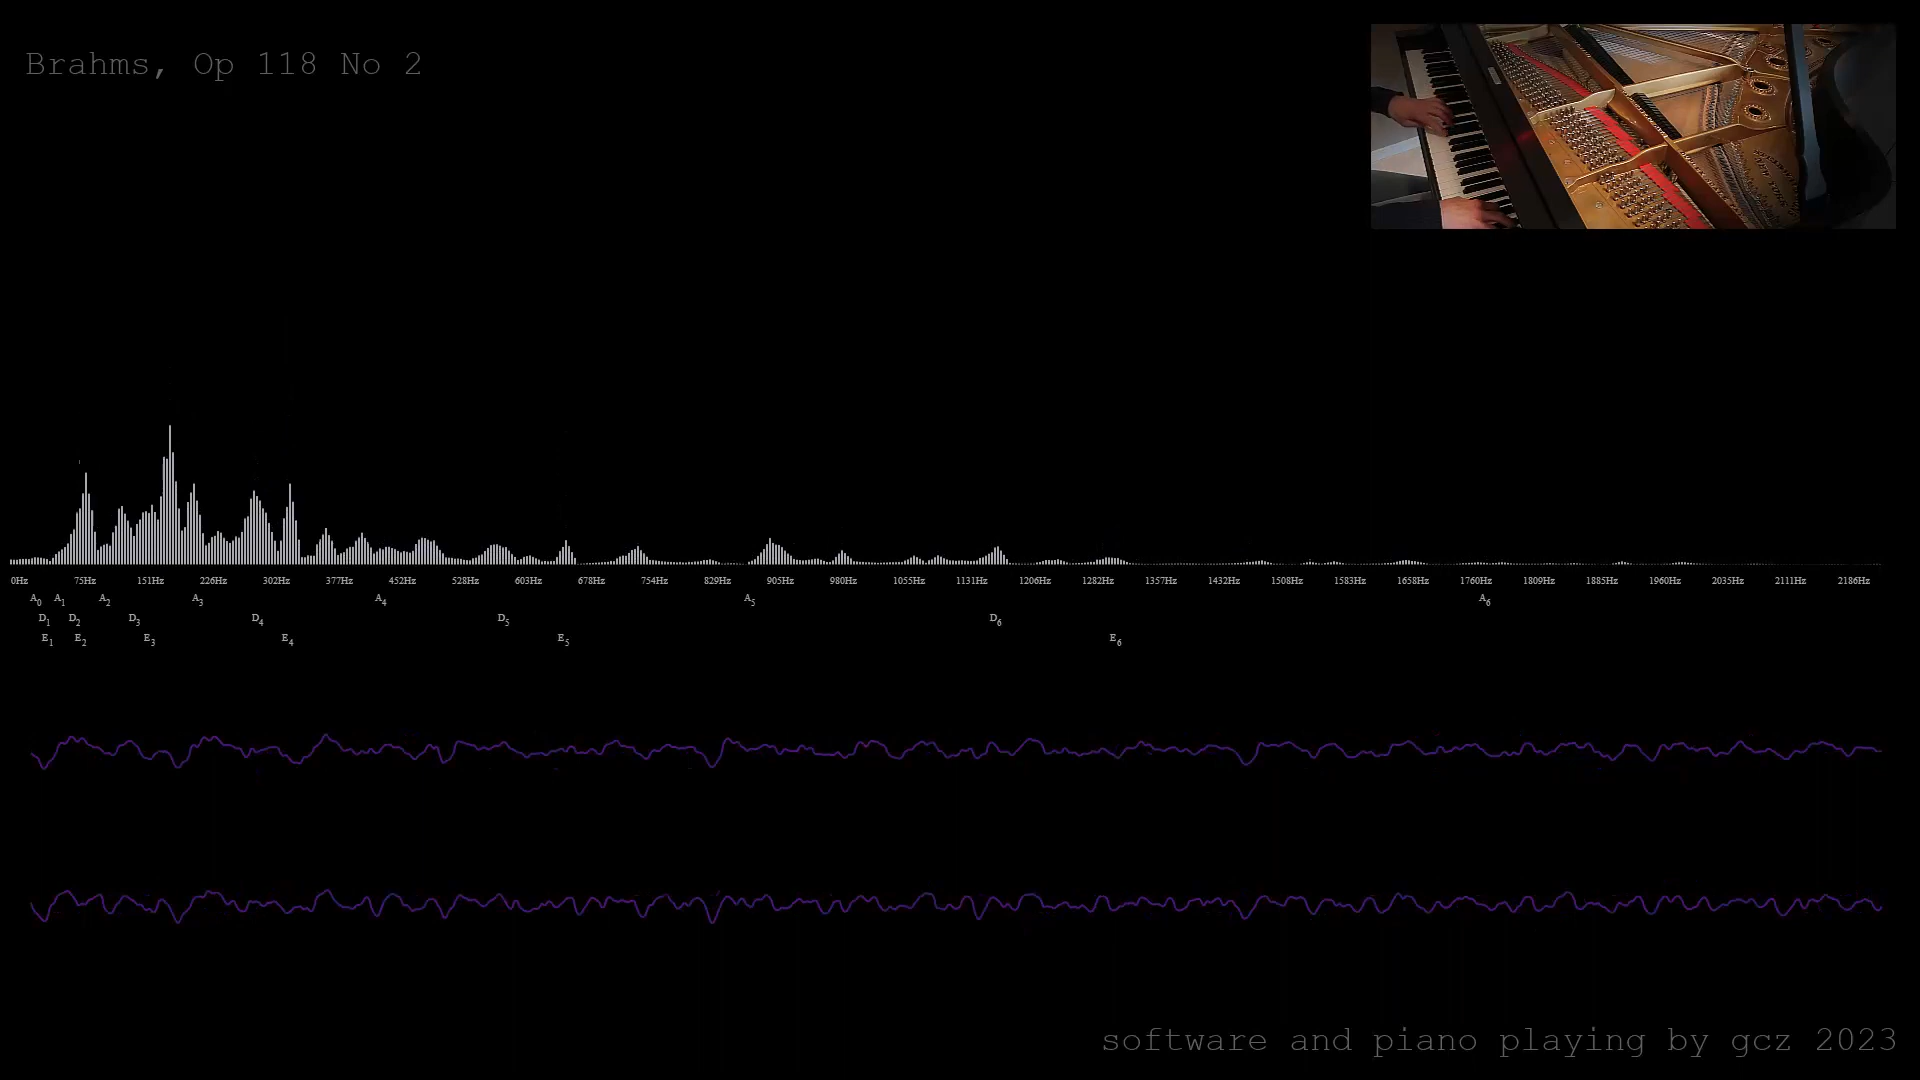 Brahms, Op 118 No 2
0Hz 75Hz 151Hz 226Hz 302Hz 377Hz 452Hz 528Hz 603Hz 678Hz 754Hz 829Hz 905Hz 980Hz 1055Hz 1131Hz 1206Hz 1282Hz 1357Hz 1432Hz 1508Hz 1583Hz 1658Hz 1760Hz 1809Hz 1885Hz 1960Hz 2035Hz 2111Hz 2186Hz
A0 A1 A2 A3 A4 A5 A6
D1 D2 D3 D4 D5 D6
E1 E2 E3 E4 E5 E6
software and piano playing by gcz 2023